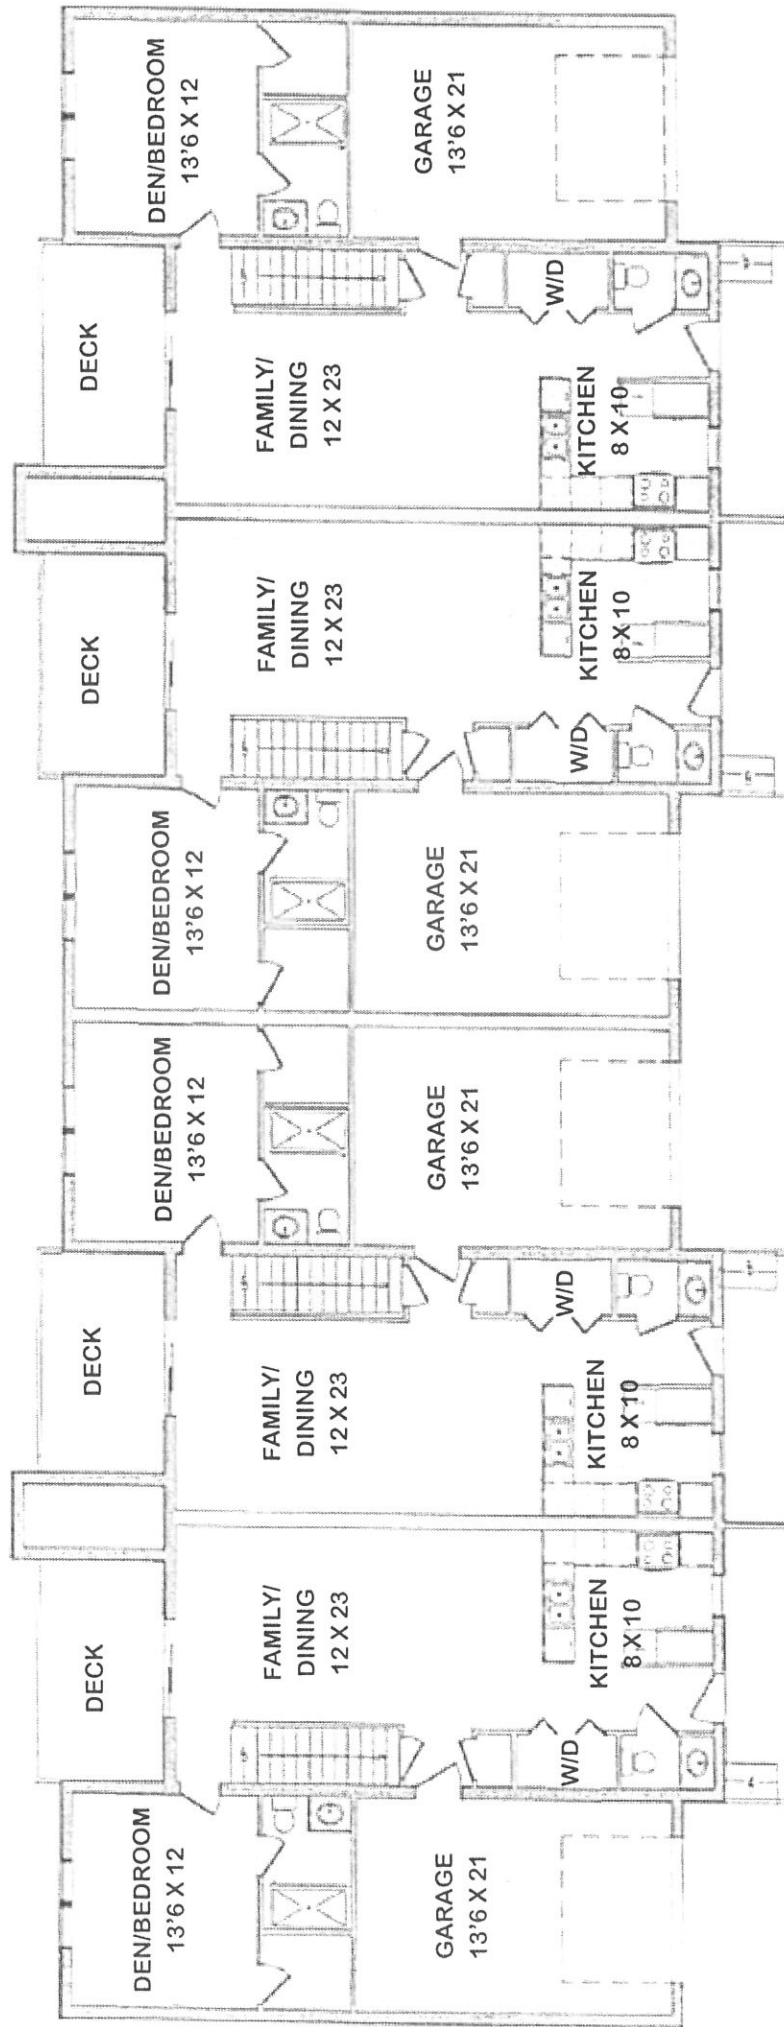 DEN/BEDROOM
13'6 X 12
GARAGE
13'6 X 21
DECK
FAMILY/
DINING
12 X 23
W/D
KITCHEN
8 X 10
DECK
FAMILY/
DINING
12 X 23
KITCHEN
8 X 10
W/D
DEN/BEDROOM
13'6 X 12
GARAGE
13'6 X 21
DEN/BEDROOM
13'6 X 12
GARAGE
13'6 X 21
DECK
FAMILY/
DINING
12 X 23
W/D
KITCHEN
8 X 10
DECK
FAMILY/
DINING
12 X 23
KITCHEN
8 X 10
W/D
DEN/BEDROOM
13'6 X 12
GARAGE
13'6 X 21